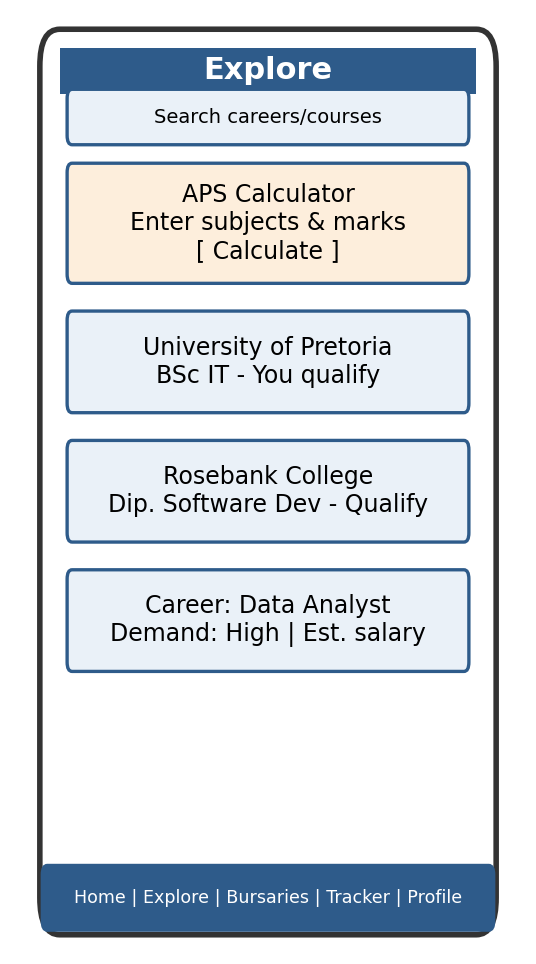 Explore
Search careers/courses
APS Calculator
Enter subjects & marks
[ Calculate ]
University of Pretoria
BSc IT - You qualify
Rosebank College
Dip. Software Dev - Qualify
Career: Data Analyst
Demand: High | Est. salary
Home | Explore | Bursaries | Tracker | Profile